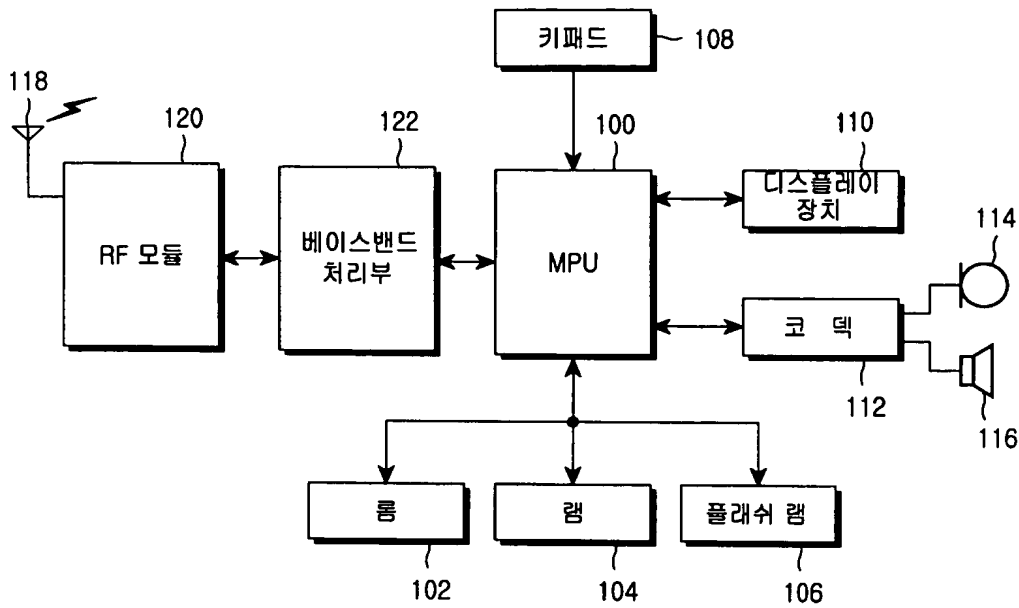 키패드
108
118
120
122
100
110
디스플레이
장치
114
RF 모듈
베이스밴드
처리부
MPU
코 덱
112
116
롬
램
플래쉬 램
102
104
106